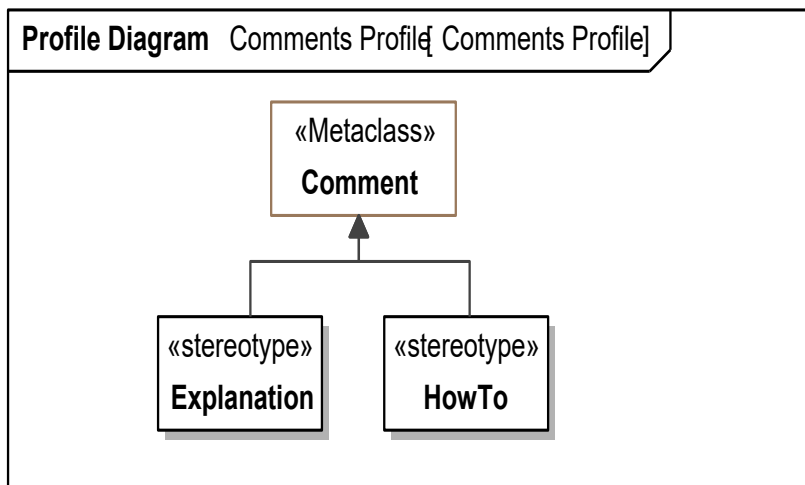 Profile Diagram Comments Profile[ Comments Profile]
«Metaclass»
Comment
«stereotype»
Explanation
«stereotype»
HowTo